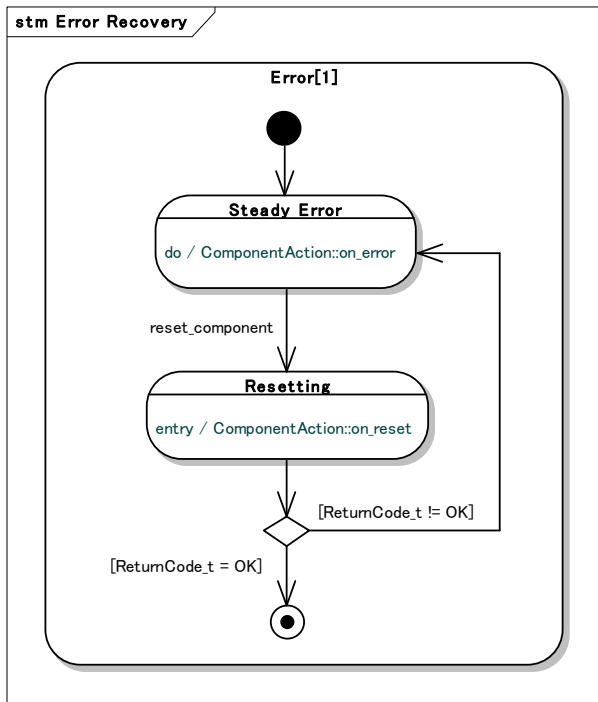 stm Error Recovery
Error[1]
Steady Error
do / ComponentAction::on_error
reset_component
Resetting
entry / ComponentAction::on_reset
[ReturnCode_t != OK]
[ReturnCode_t = OK]